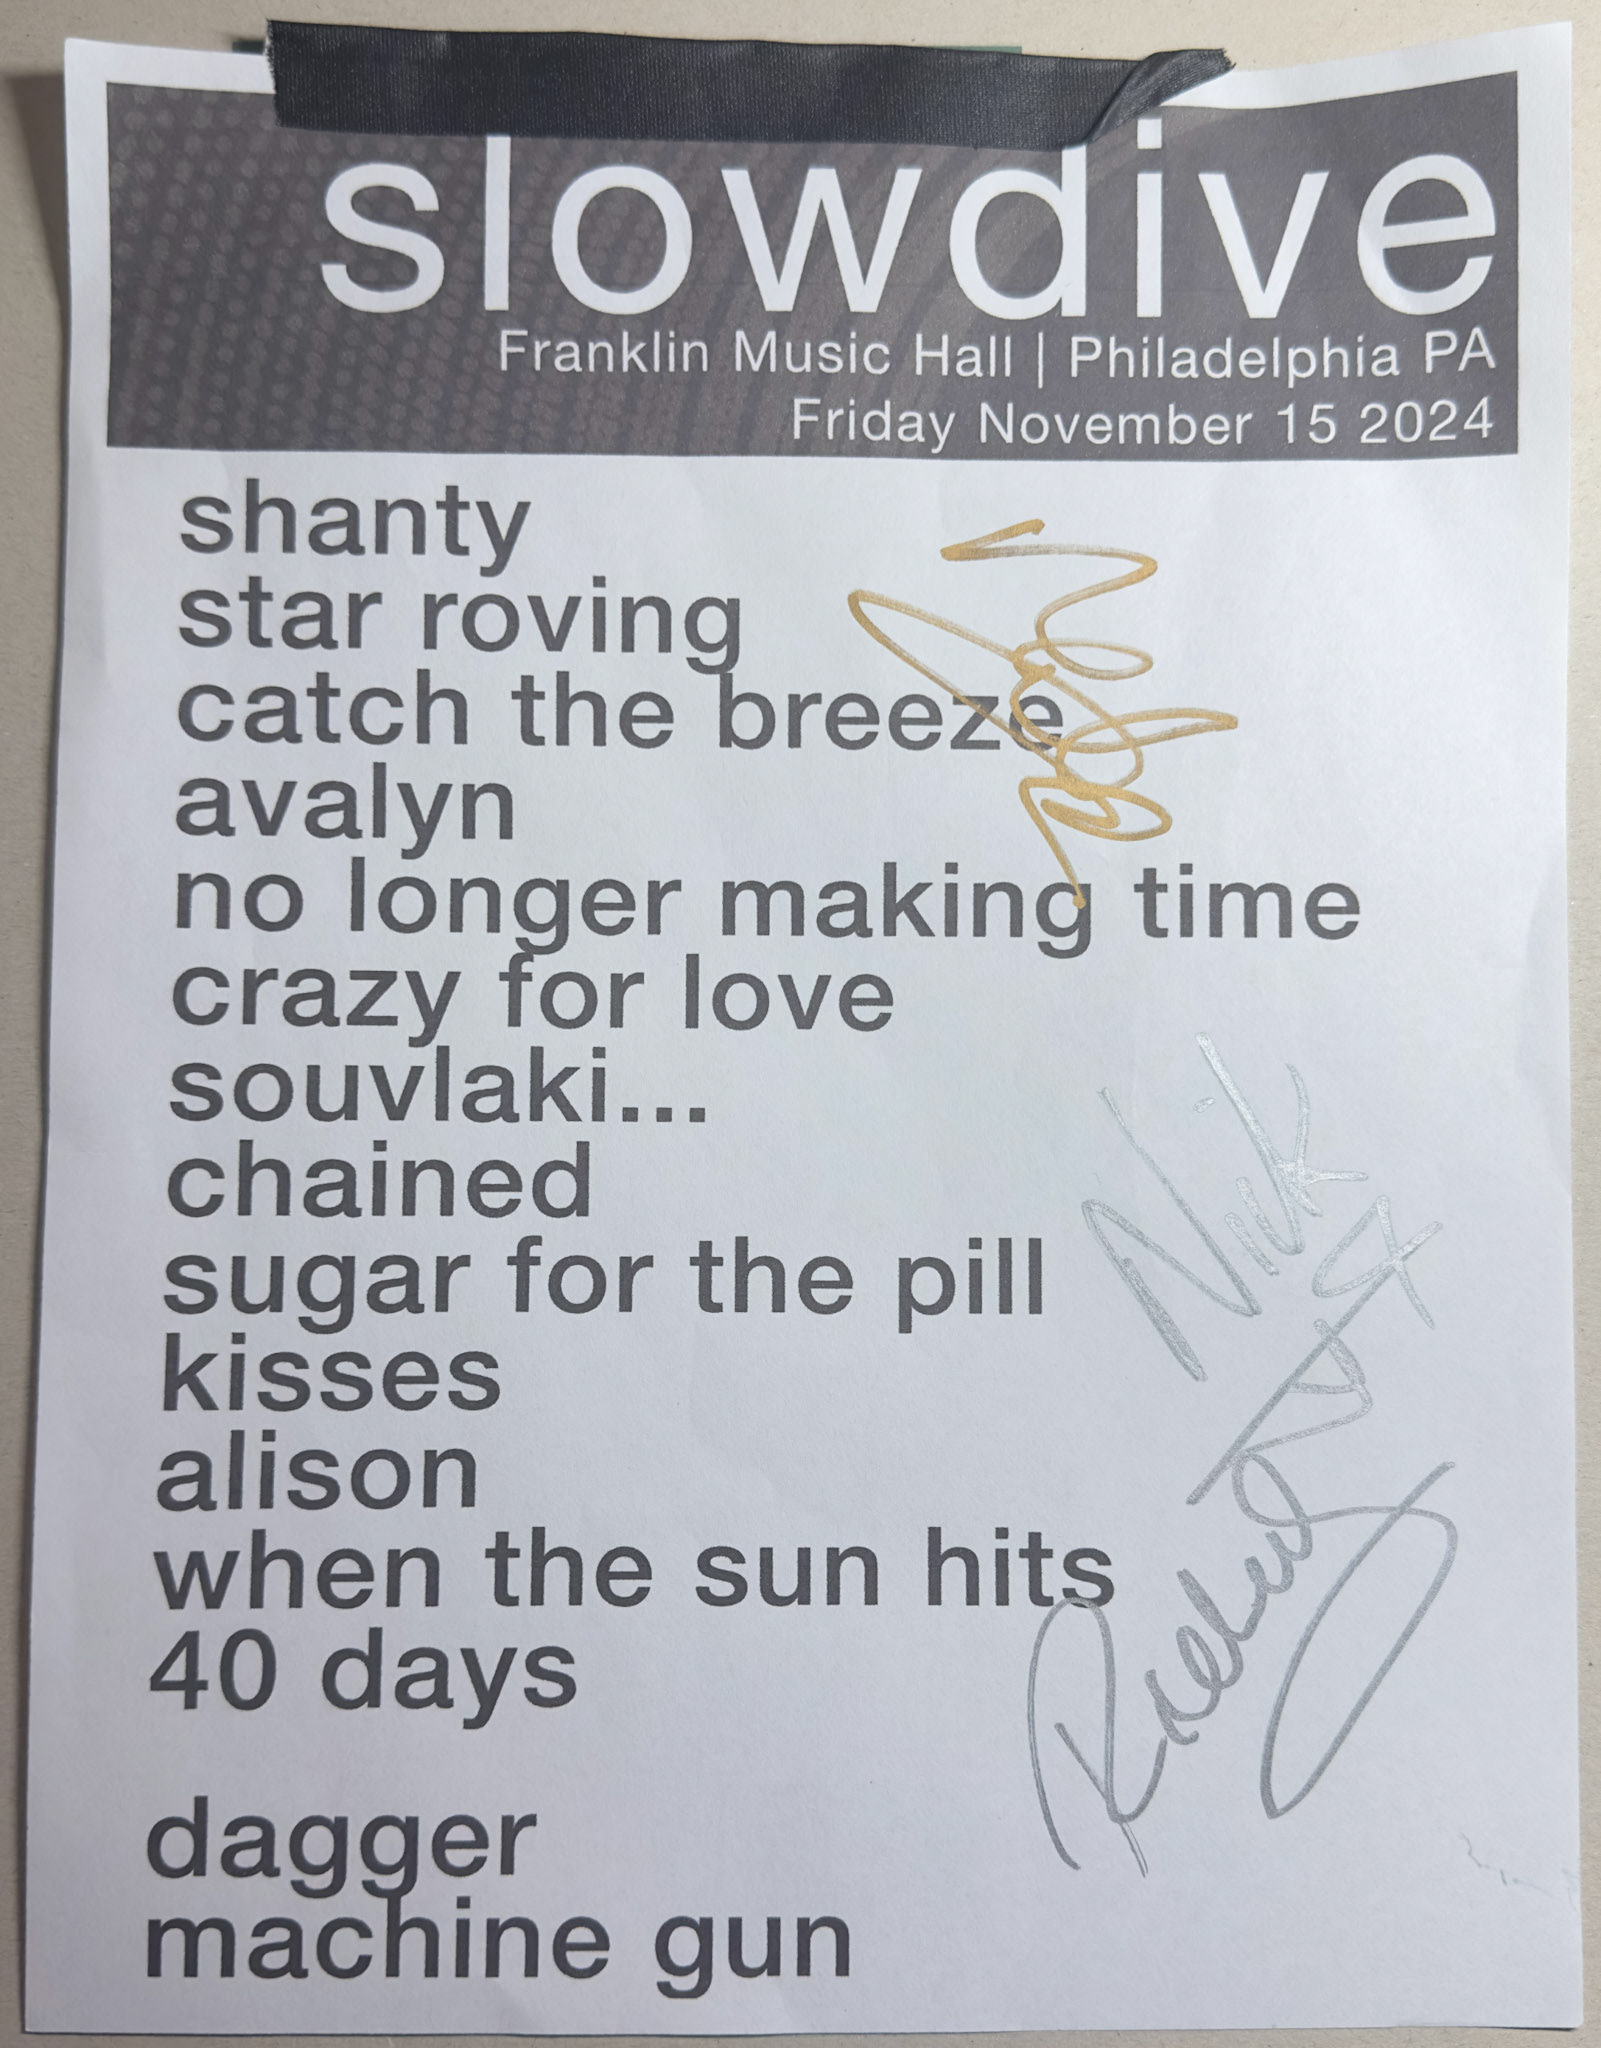 slowdive
Franklin Music Hall | Philadelphia PA
Friday November 15 2024
shanty
star roving
catch the breeze
avalyn
no longer making time
crazy for love
souvlaki...
chained
sugar for the pill
kisses
alison
when the sun hits
40 days
dagger
machine gun
Nick
Rachel